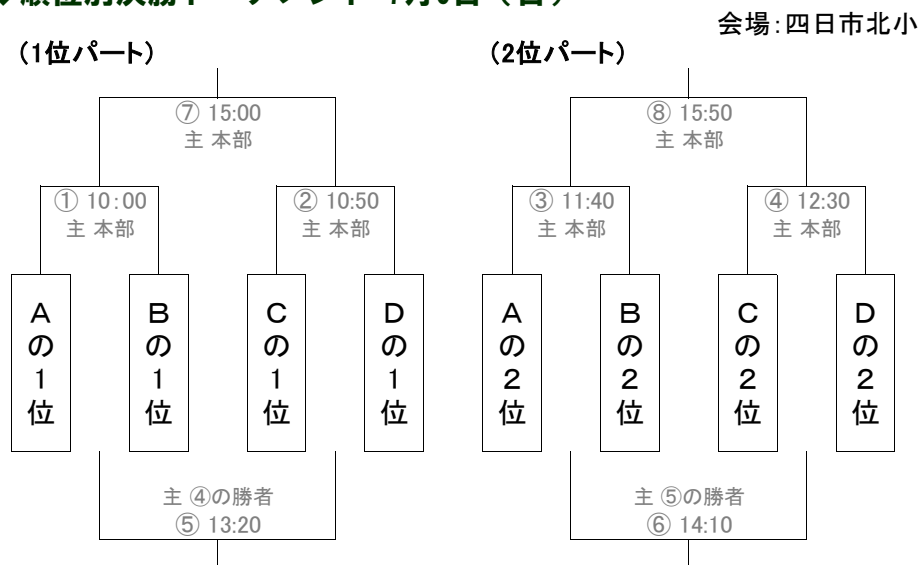 会場:四日市北小
(1位パート)
(2位パート)
⑦ 15:00
主 本部
⑧ 15:50
主 本部
① 10:00
主 本部
② 10:50
主 本部
③ 11:40
主 本部
④ 12:30
主 本部
Aの1位
Bの1位
Cの1位
Dの1位
Aの2位
Bの2位
Cの2位
Dの2位
主 ④の勝者
⑤ 13:20
主 ⑤の勝者
⑥ 14:10